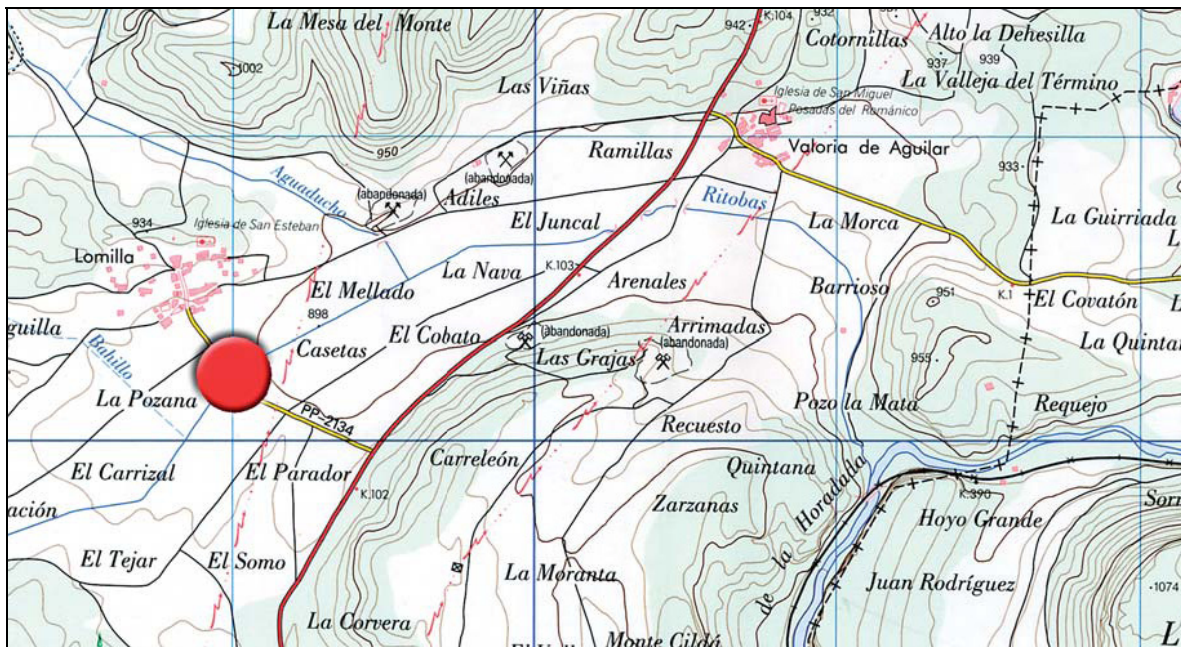 La Mesa del Monte
942
K.104
932
Cotornillas
Alto la Dehesilla
937
939
1002
Las Viñas
La Valleja del Término
Iglesia de San Miguel
Posadas del Románico
950
Ramillas
Valoria de Aguilar
933
Aguaducho
(abandonada)
(abandonada)
Adiles
Ritobas
934
Iglesia de San Esteban
El Juncal
La Morca
La Guirriada
Lomilla
La Nava
K.103
Arenales
Barrioso
951
K.1
El Covatón
El Mellado
898
El Cobato
(abandonada)
Arrimadas
(abandonada)
guilla
Bahillo
Casetas
Las Grajas
955
La Quintan
La Pozana
PP-2134
Pozo la Mata
Requejo
Recuesto
El Carrizal
El Parador
Carreleón
Quintana
K.102
Zarzanas
de la Horadada
K.390
ación
Hoyo Grande
Sorr
El Tejar
El Somo
La Moranta
Juan Rodríguez
1074
La Corvera
Monte Cildá
L